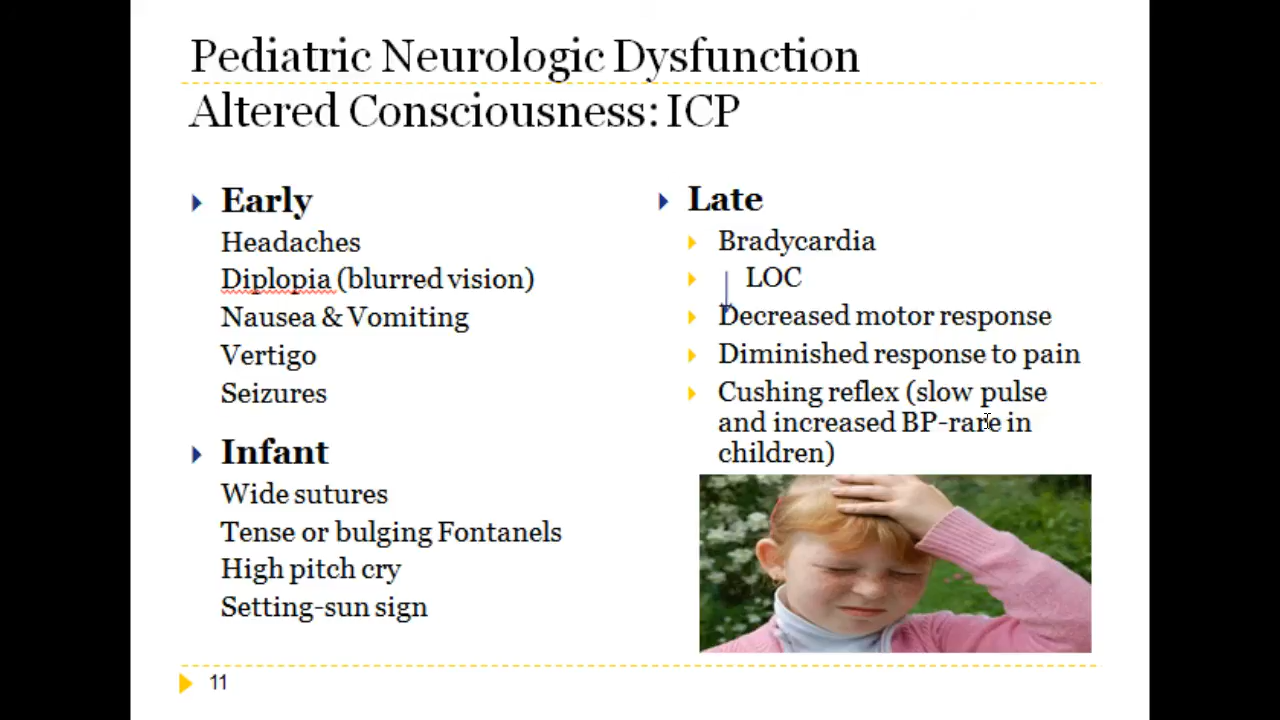 Pediatric Neurologic Dysfunction
Altered Consciousness: ICP
Early
Headaches
Diplopia (blurred vision)
Nausea & Vomiting
Vertigo
Seizures
Infant
Wide sutures
Tense or bulging Fontanels
High pitch cry
Setting-sun sign
Late
Bradycardia
LOC
Decreased motor response
Diminished response to pain
Cushing reflex (slow pulse
and increased BP-rare in
children)
11